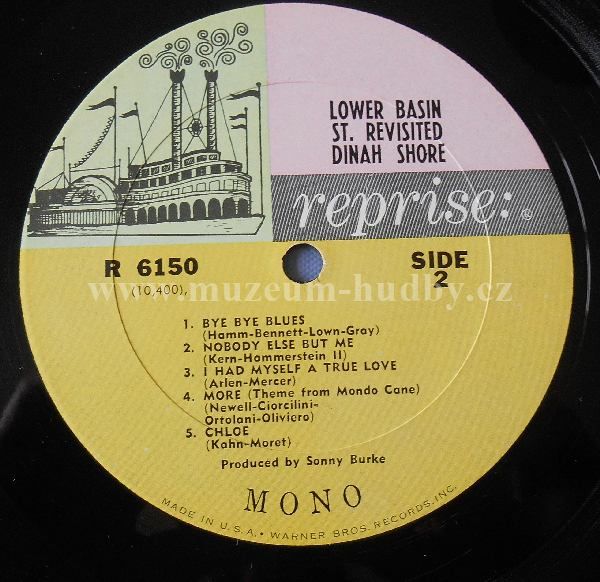 LOWER BASIN
ST. REVISITED
DINAH SHORE
reprise:
R 6150
(10,400)
SIDE
2
www.muzeum-hudby.cz
1. BYE BYE BLUES
(Hamm-Bennett-Lown-Gray)
2. NOBODY ELSE BUT ME
(Kern-Hammerstein II)
3. I HAD MYSELF A TRUE LOVE
(Arlen-Mercer)
4. MORE (Theme from Mondo Cane)
(Newell-Ciorcilini-
Ortolani-Oliviero)
5. CHLOE
(Kahn-Moret)
Produced by Sonny Burke
MONO
MADE IN U.S.A. • WARNER BROS. RECORDS, INC.